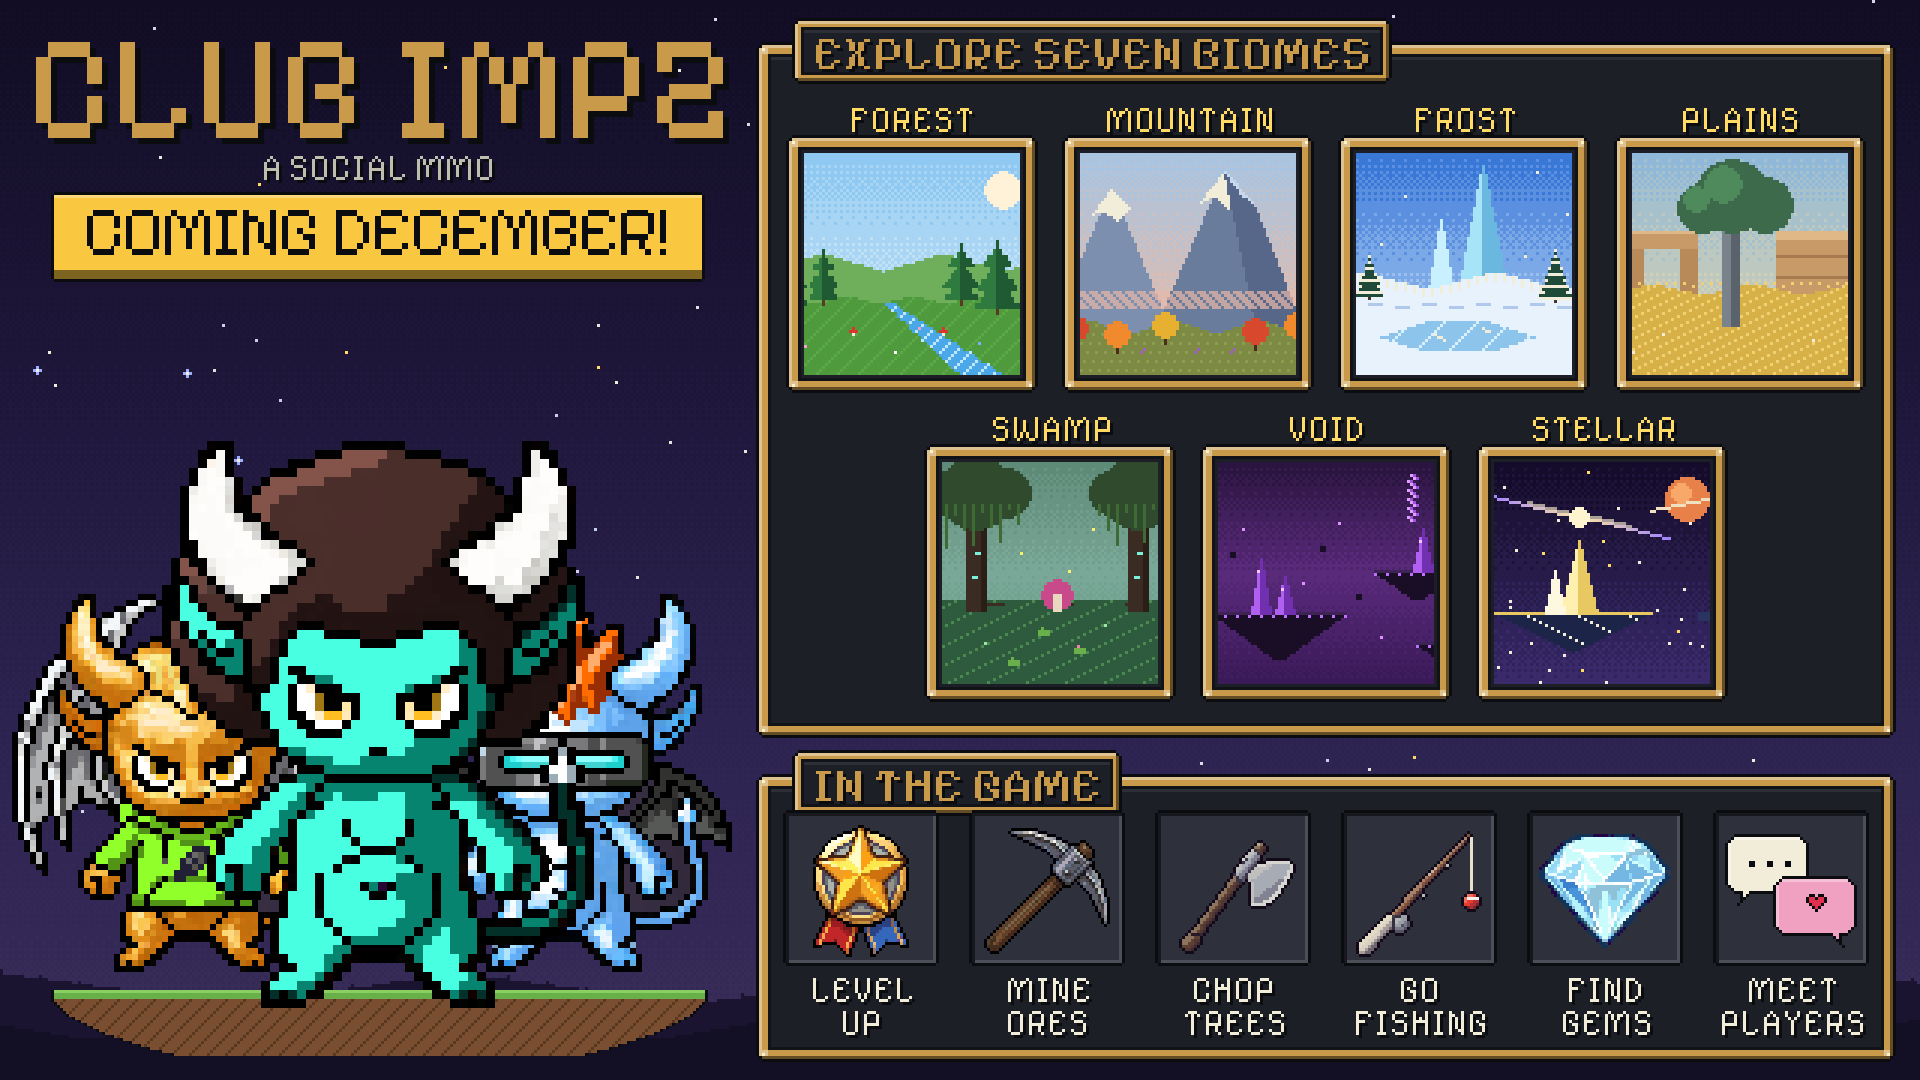 CLUB IMPZ
A SOCIAL MMO
COMING DECEMBER!
EXPLORE SEVEN BIOMES
FOREST
MOUNTAIN
FROST
PLAINS
SWAMP
VOID
STELLAR
IN THE GAME
LEVEL
UP
MINE
ORES
CHOP
TREES
GO
FISHING
FIND
GEMS
MEET
PLAYERS